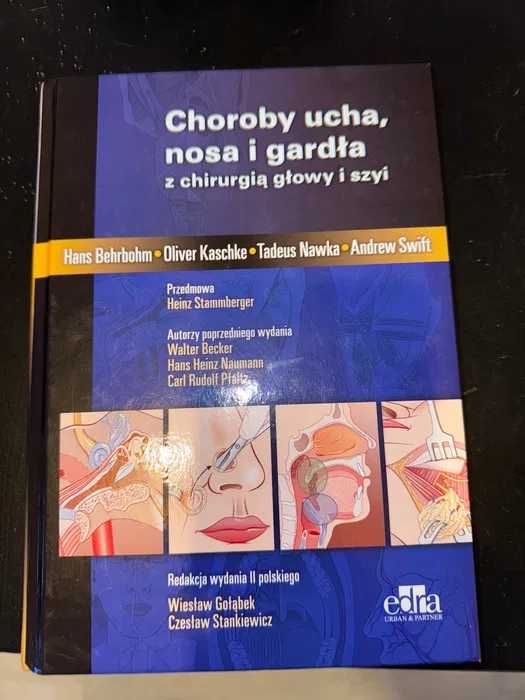 Choroby ucha,
nosa i gardła
z chirurgią głowy i szyi
Hans Behrbohm • Oliver Kaschke • Tadeus Nawka • Andrew Swift
Przedmowa
Heinz Stammberger
Autorzy poprzedniego wydania
Walter Becker
Hans Heinz Naumann
Carl Rudolf Pfaltz
Redakcja wydania II polskiego
Wiesław Gołąbek
Czesław Stankiewicz
edra
URBAN & PARTNER